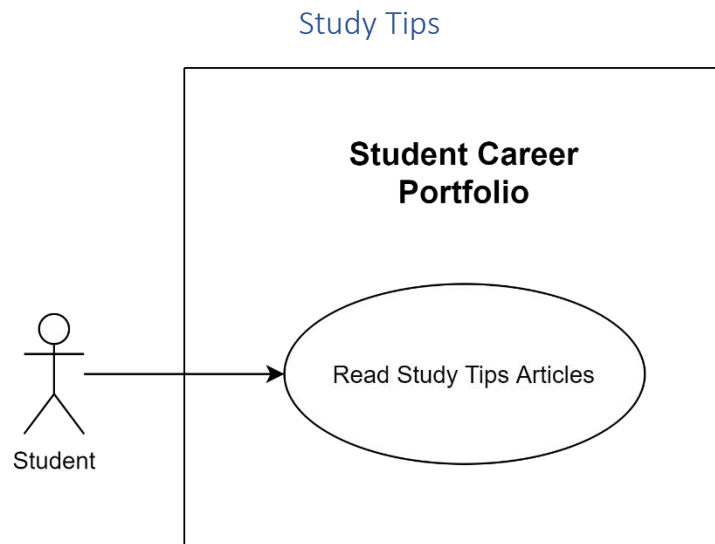 Study Tips
Student Career
Portfolio
Read Study Tips Articles
Student